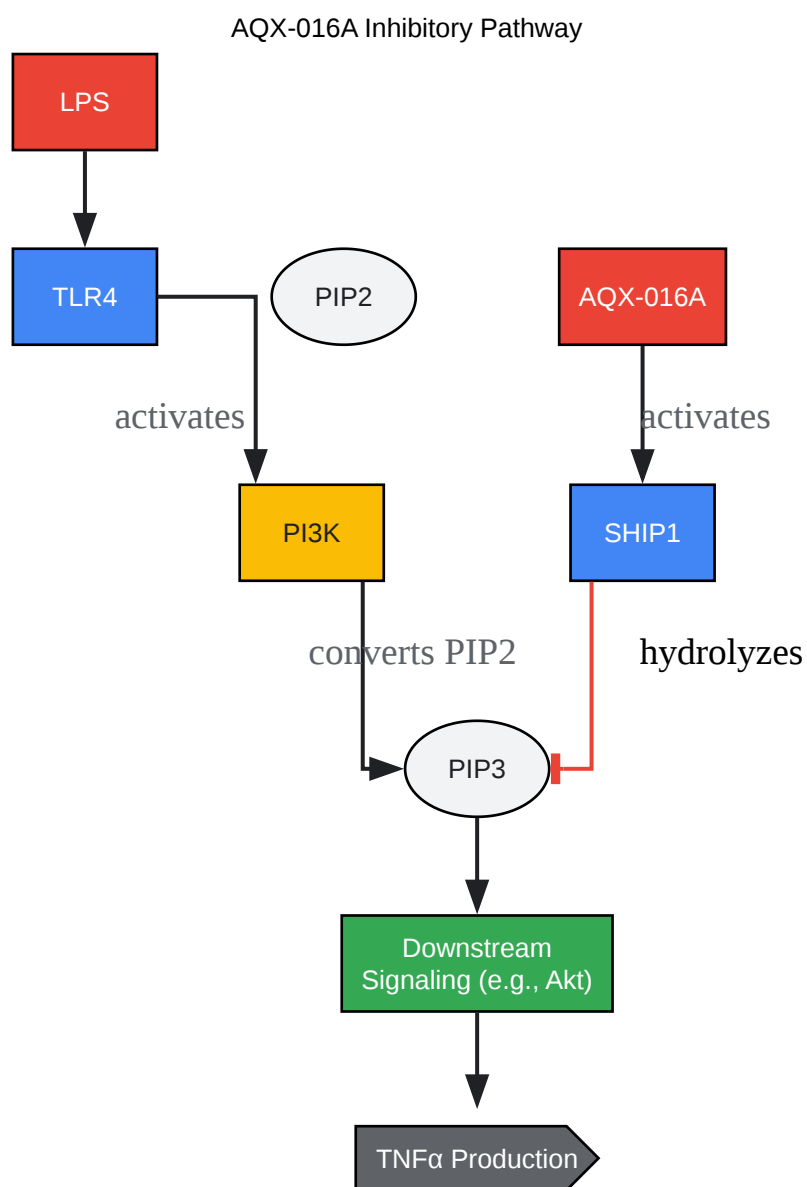 AQX-016A Inhibitory Pathway
LPS
TLR4
PIP2
AQX-016A
activates
activates
PI3K
SHIP1
converts PIP2
hydrolyzes
PIP3
Downstream
Signaling (e.g., Akt)
TNFα Production